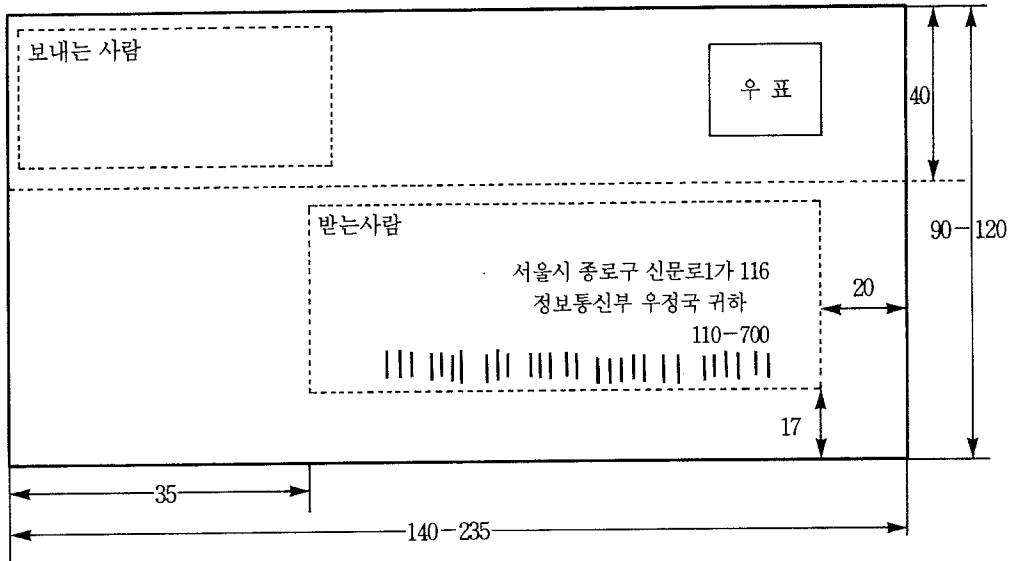 보내는 사람
우 표
40
90-120
받는사람
서울시 종로구 신문로1가 116
정보통신부 우정국 귀하
20
110-700
17
35
140-235